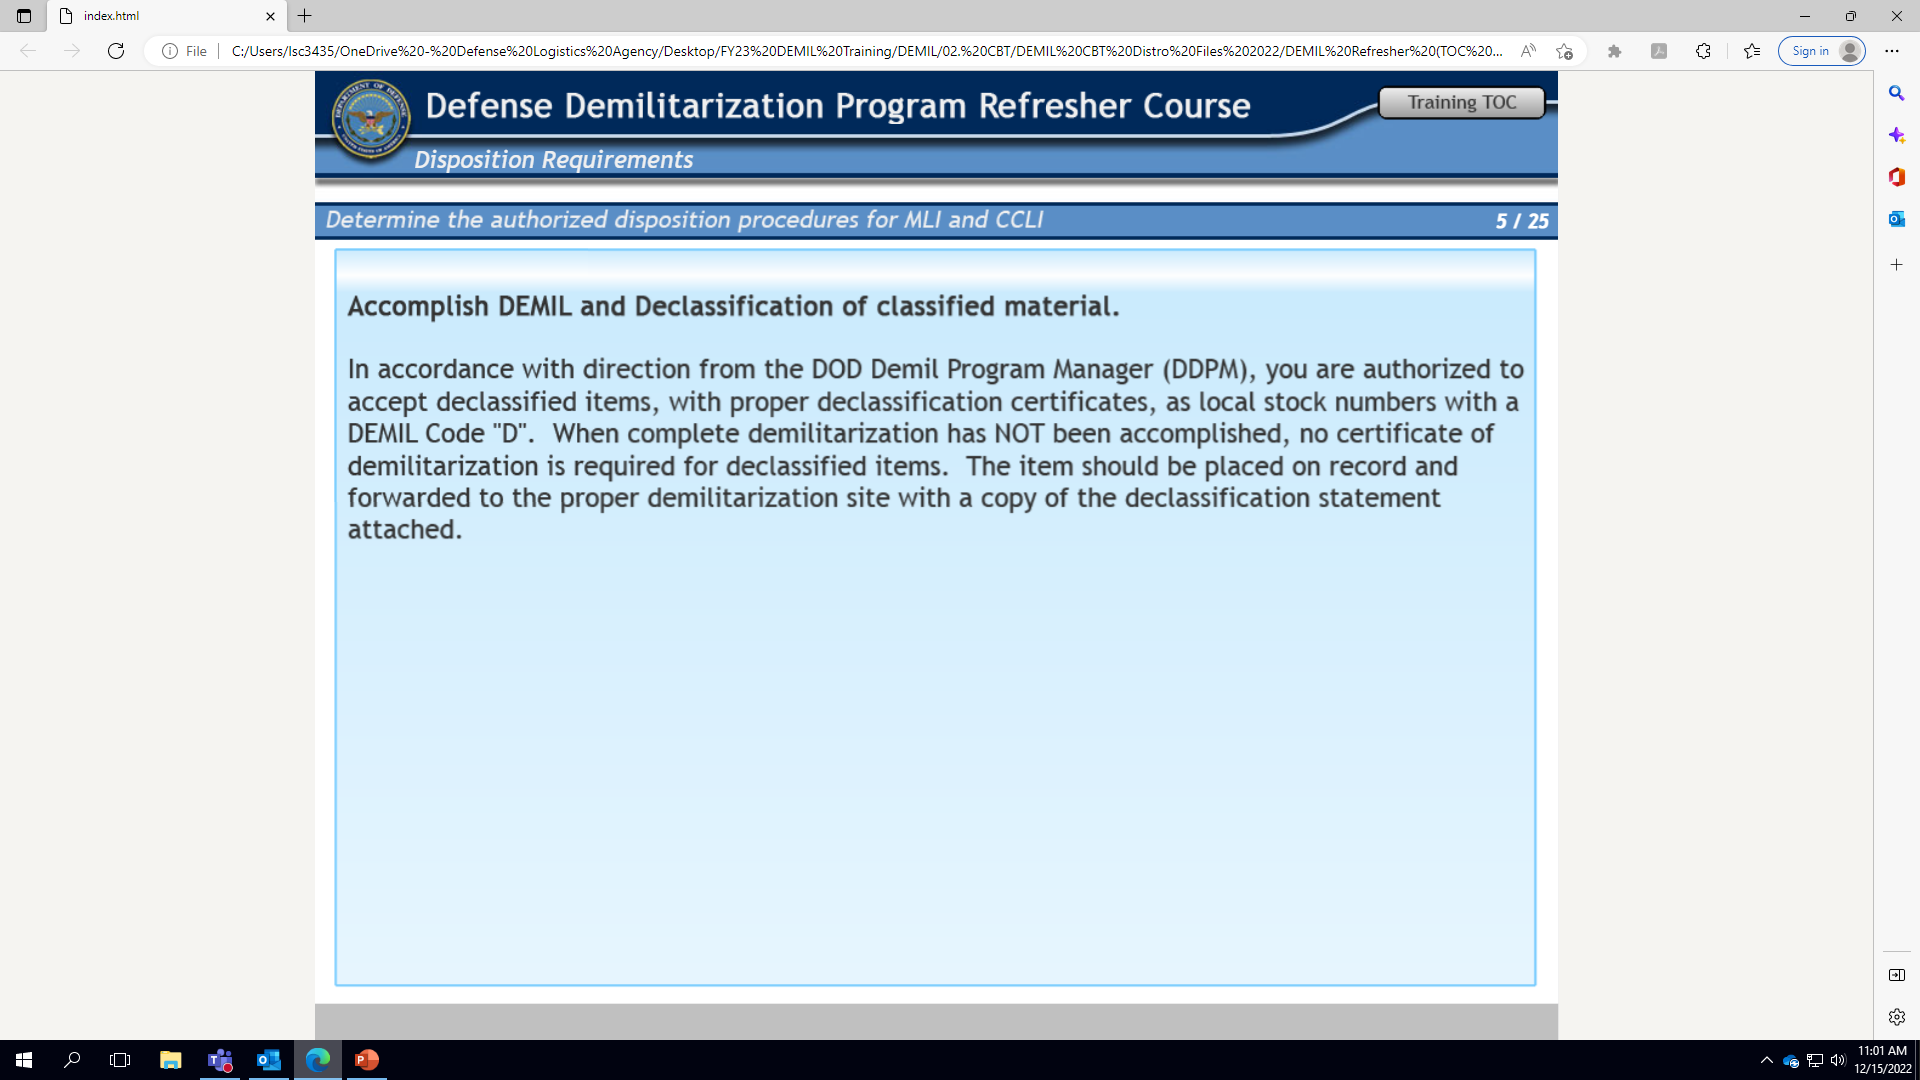 index.html
File
C:/Users/lsc3435/OneDrive%20-%20Defense%20Logistics%20Agency/Desktop/FY23%20DEMIL%20Training/DEMIL/02.%20CBT/DEMIL%20CBT%20Distro%20Files%202022/DEMIL%20Refresher%20(TOC%20...
Sign in
Defense Demilitarization Program Refresher Course
Training TOC
Disposition Requirements
Determine the authorized disposition procedures for MLI and CCLI
5 / 25
Accomplish DEMIL and Declassification of classified material.
In accordance with direction from the DOD Demil Program Manager (DDPM), you are authorized to
accept declassified items, with proper declassification certificates, as local stock numbers with a
DEMIL Code "D".  When complete demilitarization has NOT been accomplished, no certificate of
demilitarization is required for declassified items.  The item should be placed on record and
forwarded to the proper demilitarization site with a copy of the declassification statement
attached.
11:01 AM
12/15/2022